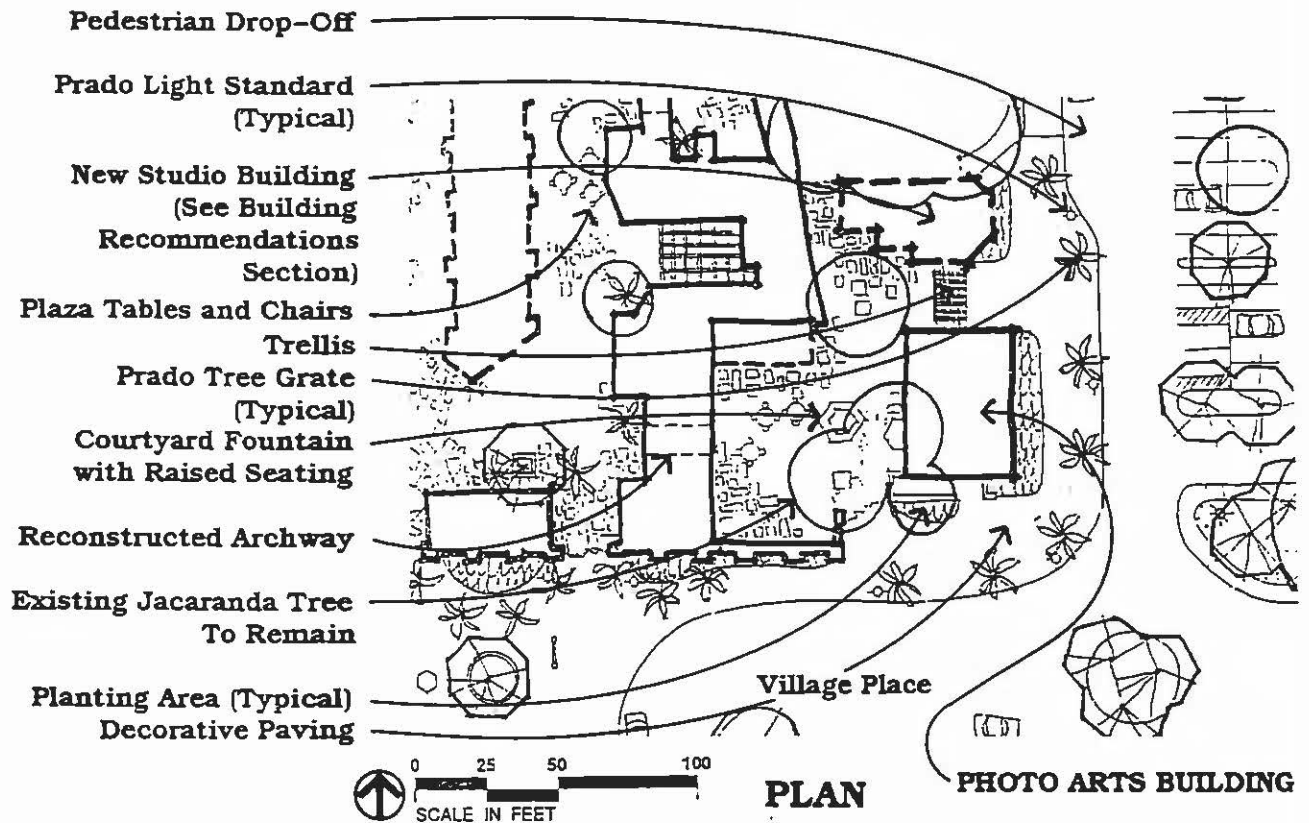 Pedestrian Drop-Off
Prado Light Standard
(Typical)
New Studio Building
(See Building
Recommendations
Section)
Plaza Tables and Chairs
Trellis
Prado Tree Grate
(Typical)
Courtyard Fountain
with Raised Seating
Reconstructed Archway
Existing Jacaranda Tree
To Remain
Planting Area (Typical)
Decorative Paving
Village Place
PHOTO ARTS BUILDING
0 25 50 100
SCALE IN FEET
PLAN